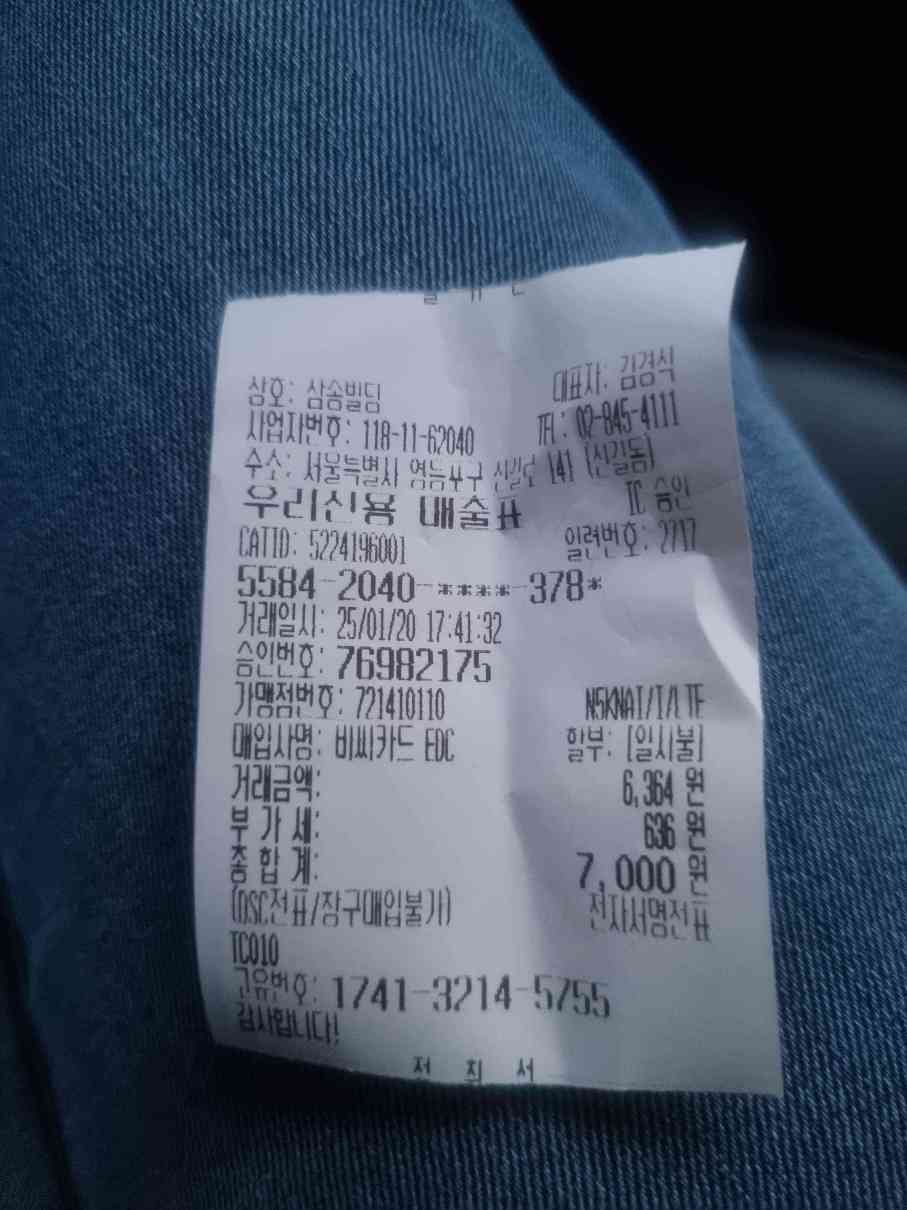 상호: 삼송빌딩 대표자: 김경식
사업자번호: 118-11-62040 TEL: 02-845-4111
주소: 서울특별시 영등포구 신길로 141 (신길동)
우리신용 매출표 IC 승인
CATID: 5224196001 일련번호: 2717
5584-2040-****-378*
거래일시: 25/01/20 17:41:32
승인번호: 76982175
가맹점번호: 721410110
매입사명: 비씨카드 EDC 할부: [일시불]
거래금액: 6,364 원
부 가 세: 636 원
총 합 계: 7,000 원
(DSC전표/창구매입불가) 전자서명전표
TC010
고유번호: 1741-3214-5755
감사합니다!